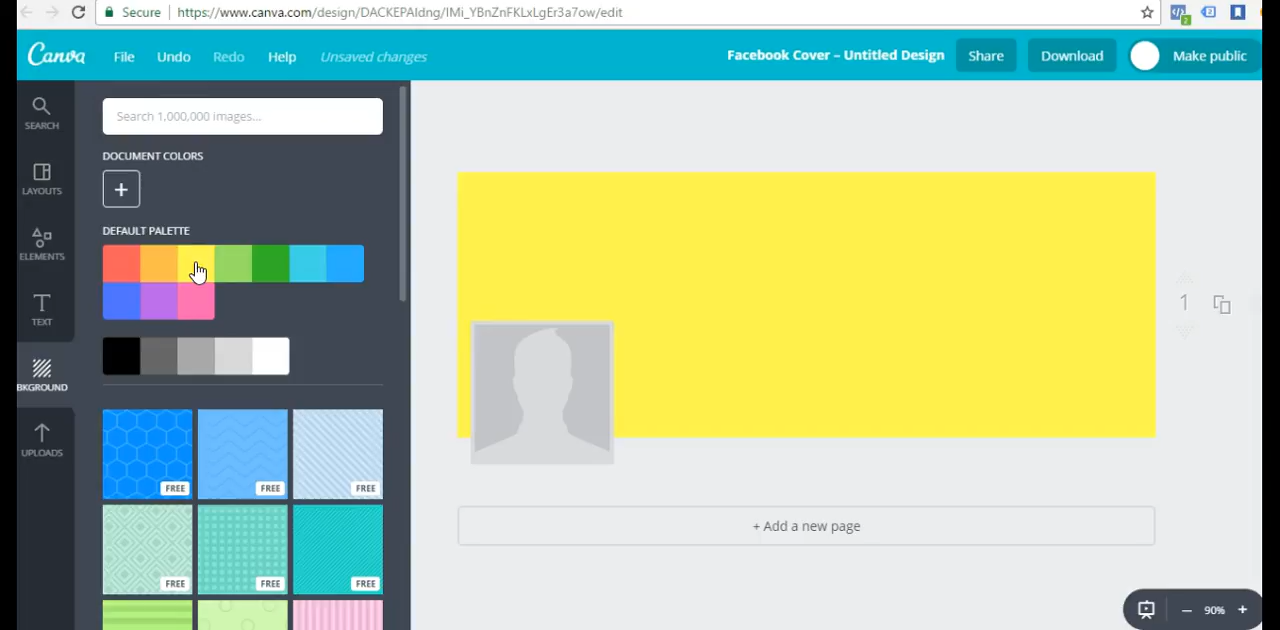 Secure https://www.canva.com/design/DACKEPAldng/IMi_YBnZnFKLxLgEr3a7ow/edit
Canva File Undo Redo Help Unsaved changes Facebook Cover – Untitled Design Share Download Make public
SEARCH
LAYOUTS
ELEMENTS
TEXT
BKGROUND
UPLOADS
Search 1,000,000 images...
DOCUMENT COLORS
+
DEFAULT PALETTE
FREE FREE FREE
FREE FREE FREE
1
+ Add a new page
– 90% +